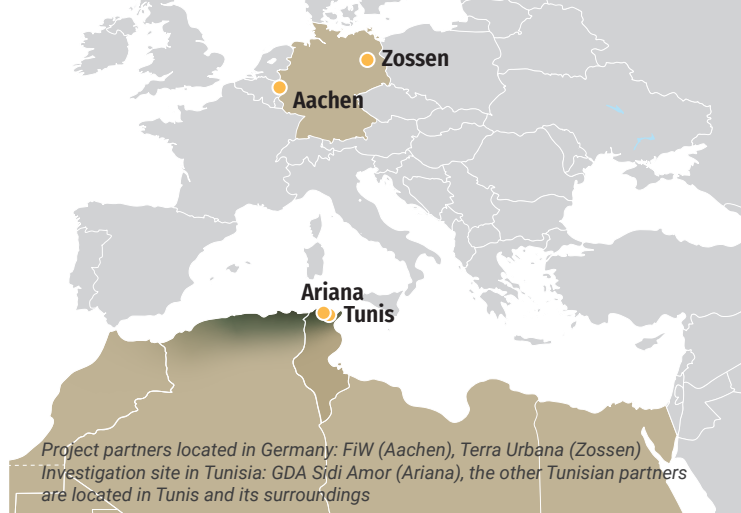 Zossen
Aachen
Ariana
Tunis
Project partners located in Germany: FiW (Aachen), Terra Urbana (Zossen)
Investigation site in Tunisia: GDA Sidi Amor (Ariana), the other Tunisian partners
are located in Tunis and its surroundings